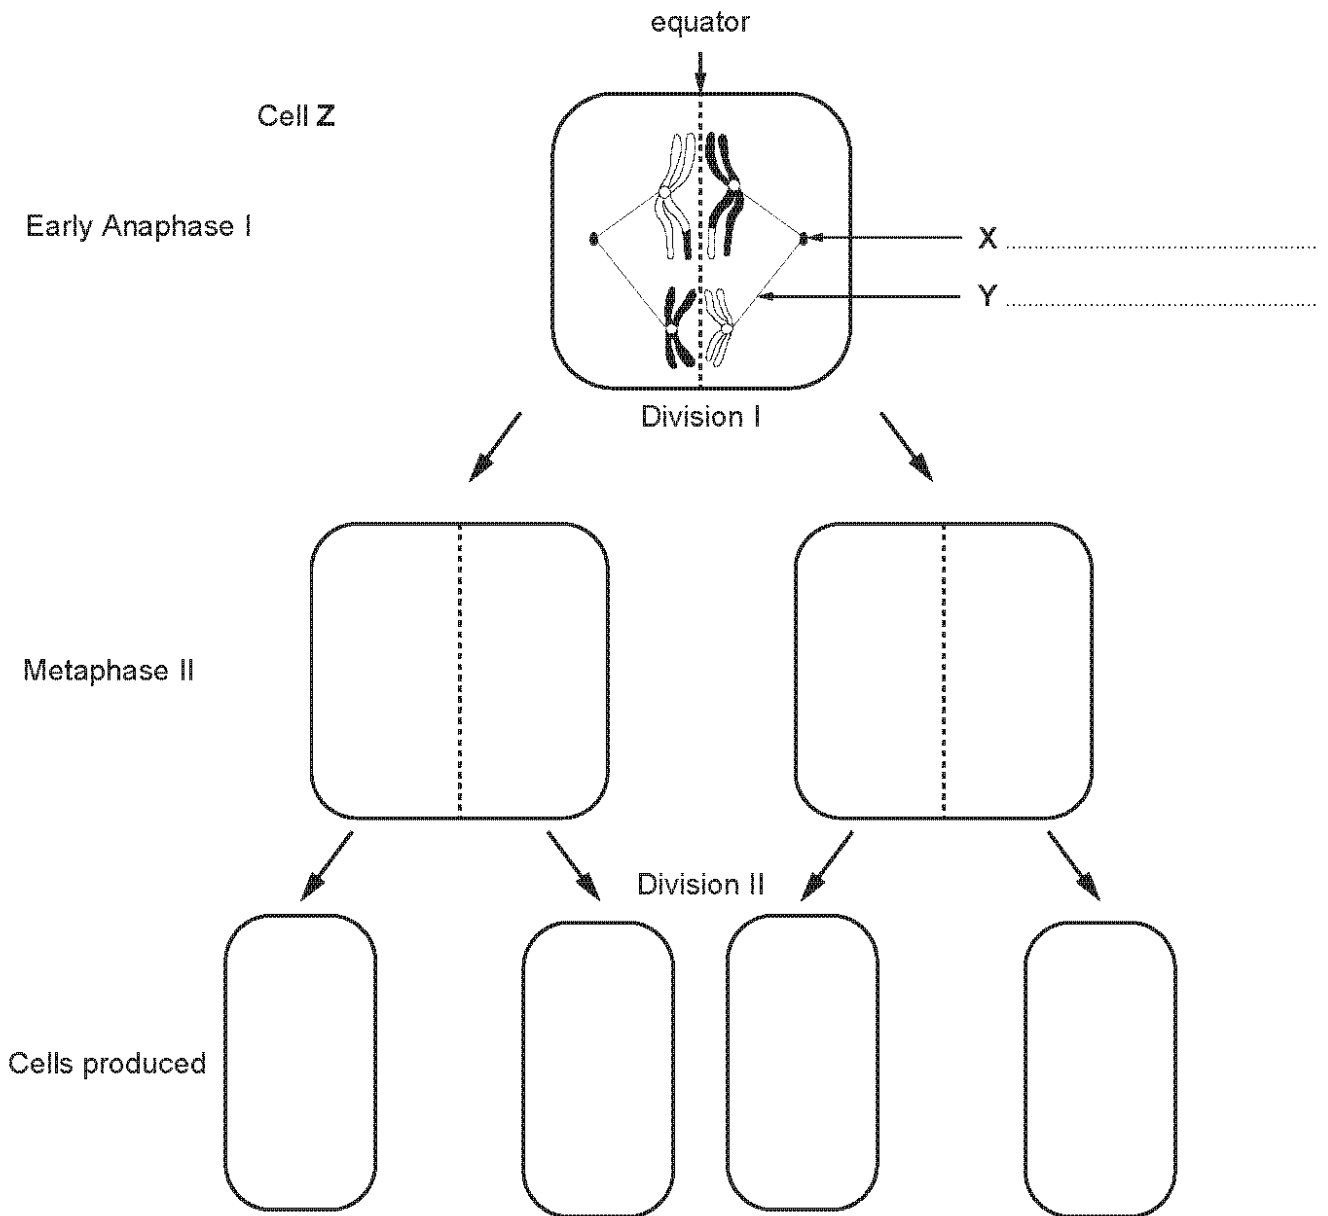 equator
Cell Z
Early Anaphase I
X ..............................................................
Y ..............................................................
Division I
Metaphase II
Division II
Cells produced